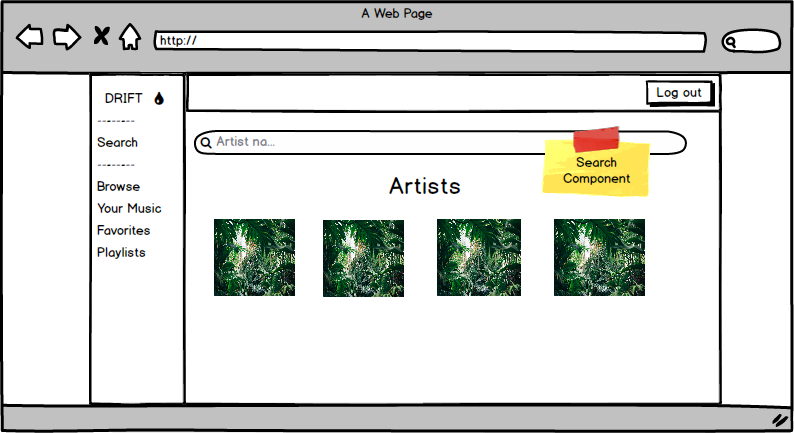 A Web Page
http://
Log out
DRIFT
--------
Search
--------
Browse
Your Music
Favorites
Playlists
Artist na...
Search
Component
Artists